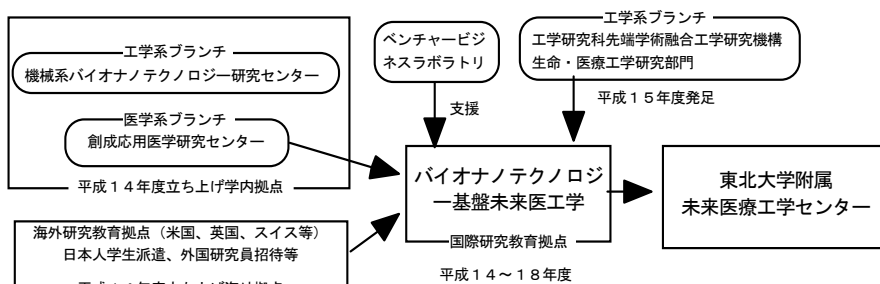 工学系ブランチ
機械系バイオナノテクノロジー研究センター
医学系ブランチ
創成応用医学研究センター
平成14年度立ち上げ学内拠点
海外研究教育拠点（米国、英国、スイス等）
日本人学生派遣、外国研究員招待等
ベンチャービジ
ネスラボラトリ
支援
工学系ブランチ
工学研究科先端学術融合工学研究機構
生命・医療工学研究部門
平成15年度発足
バイオナノテクノロジ
ー基盤未来医工学
国際研究教育拠点
平成14～18年度
東北大学附属
未来医療工学センター